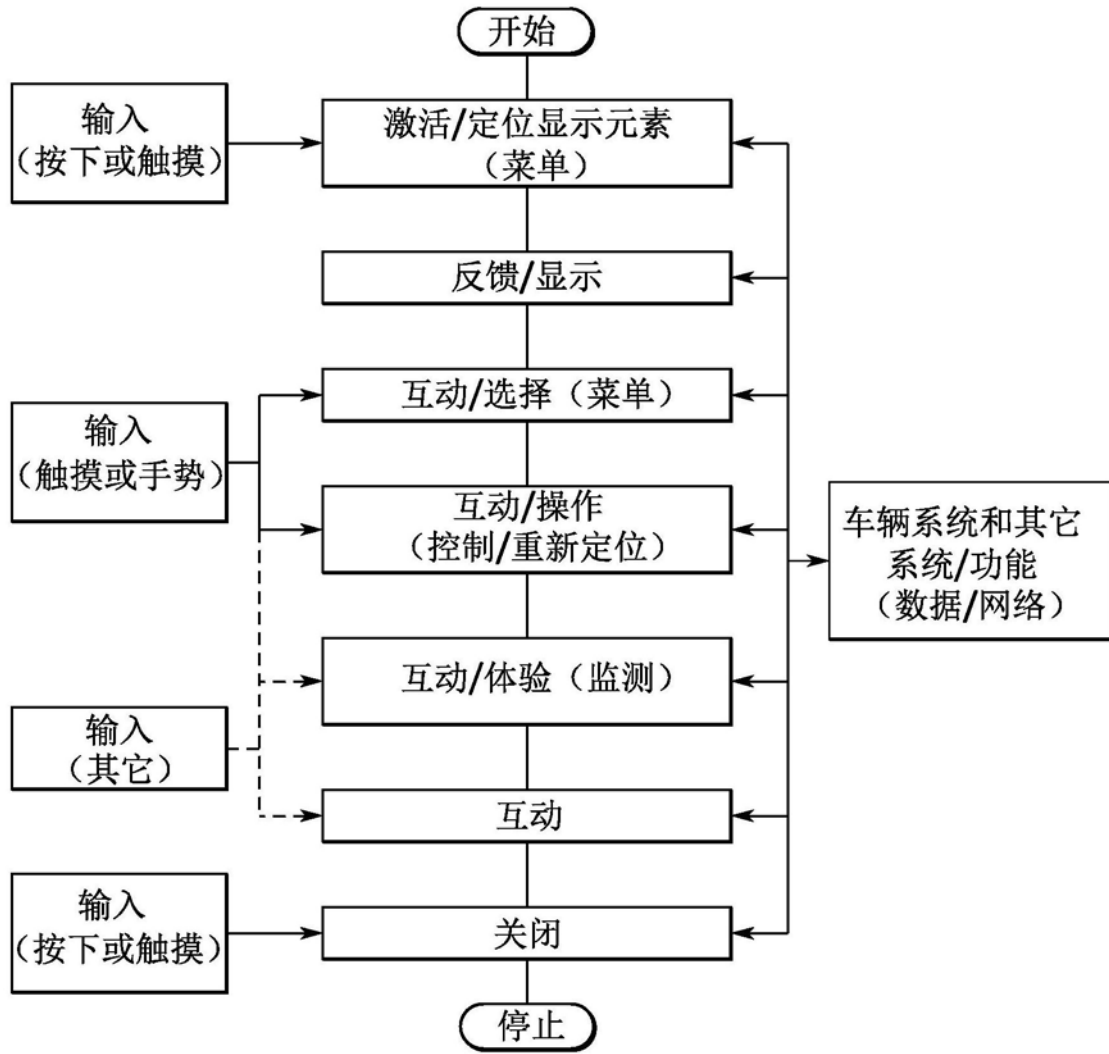 开始
输入
（按下或触摸）
激活/定位显示元素
（菜单）
反馈/显示
互动/选择（菜单）
输入
（触摸或手势）
互动/操作
（控制/重新定位）
车辆系统和其它
系统/功能
（数据/网络）
互动/体验（监测）
输入
（其它）
互动
输入
（按下或触摸）
关闭
停止